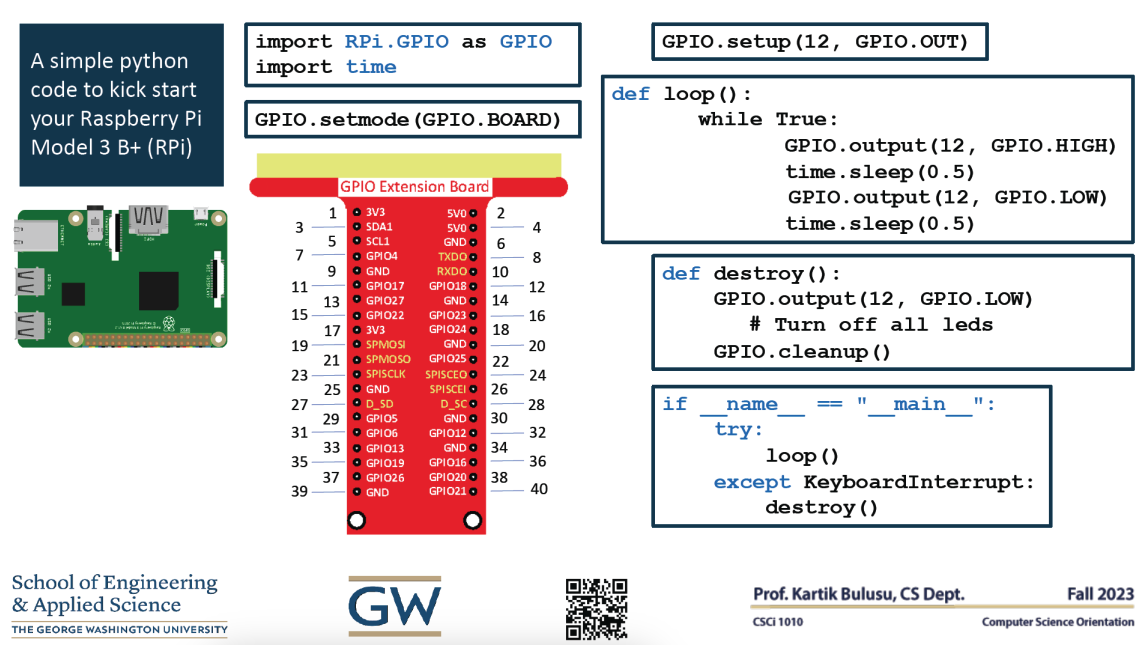 A simple python
code to kick start
your Raspberry Pi
Model 3 B+ (RPi)
import RPi.GPIO as GPIO
import time
GPIO.setmode(GPIO.BOARD)
GPIO Extension Board
1 3V3 5V0 2
3 SDA1 5V0 4
5 SCL1 GND 6
7 GPIO4 TXDO 8
9 GND RXDO 10
11 GPIO17 GPIO18 12
13 GPIO27 GND 14
15 GPIO22 GPIO23 16
17 3V3 GPIO24 18
19 SPMOSI GND 20
21 SPMOSO GPIO25 22
23 SPISCLK SPISCEO 24
25 GND SPISCEI 26
27 D_SD D_SC 28
29 GPIO5 GND 30
31 GPIO6 GPIO12 32
33 GPIO13 GND 34
35 GPIO19 GPIO16 36
37 GPIO26 GPIO20 38
39 GND GPIO21 40
GPIO.setup(12, GPIO.OUT)
def loop():
while True:
GPIO.output(12, GPIO.HIGH)
time.sleep(0.5)
GPIO.output(12, GPIO.LOW)
time.sleep(0.5)
def destroy():
GPIO.output(12, GPIO.LOW)
# Turn off all leds
GPIO.cleanup()
if __name__ == "__main__":
try:
loop()
except KeyboardInterrupt:
destroy()
School of Engineering
& Applied Science
THE GEORGE WASHINGTON UNIVERSITY
GW
Prof. Kartik Bulusu, CS Dept.
Fall 2023
CSCi 1010
Computer Science Orientation